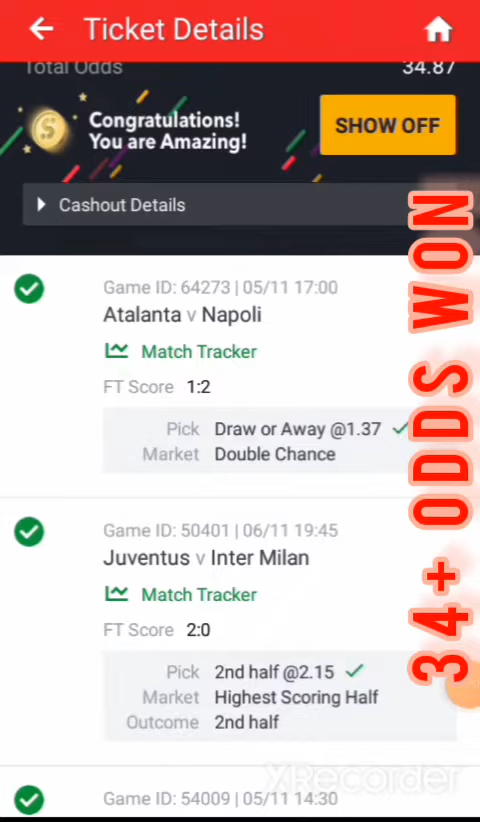 Ticket Details
Total Odds 34.87
Congratulations!
You are Amazing!
SHOW OFF
Cashout Details
34+ ODDS WON
Game ID: 64273 | 05/11 17:00
Atalanta v Napoli
Match Tracker
FT Score 1:2
Pick Draw or Away @1.37
Market Double Chance
Game ID: 50401 | 06/11 19:45
Juventus v Inter Milan
Match Tracker
FT Score 2:0
Pick 2nd half @2.15
Market Highest Scoring Half
Outcome 2nd half
XRecorder
Game ID: 54009 | 05/11 14:30